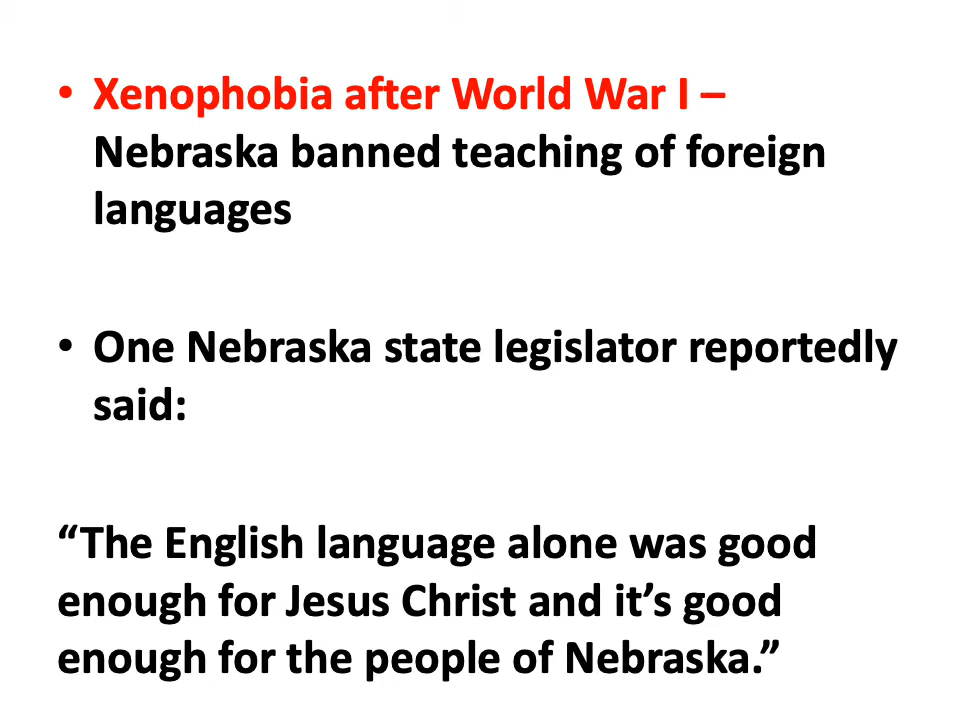 • Xenophobia after World War I –
Nebraska banned teaching of foreign
languages
• One Nebraska state legislator reportedly
said:
“The English language alone was good
enough for Jesus Christ and it’s good
enough for the people of Nebraska.”